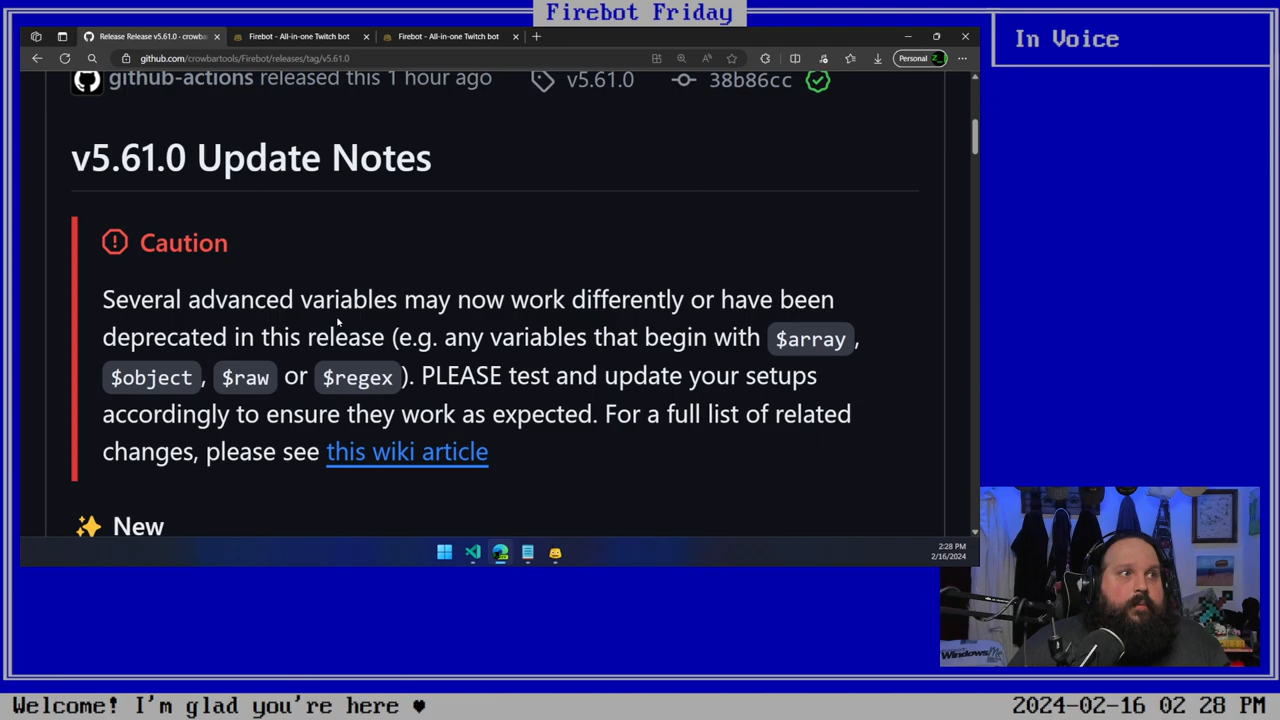 Firebot Friday
In Voice
Release Release v5.61.0 · crowba
Firebot - All-in-one Twitch bot
Firebot - All-in-one Twitch bot
github.com/crowbartools/Firebot/releases/tag/v5.61.0
Personal
github-actions released this 1 hour ago
v5.61.0
38b86cc
v5.61.0 Update Notes
Caution
Several advanced variables may now work differently or have been
deprecated in this release (e.g. any variables that begin with $array,
$object, $raw or $regex). PLEASE test and update your setups
accordingly to ensure they work as expected. For a full list of related
changes, please see this wiki article
✨ New
2:28 PM
2/16/2024
Windows Me
Welcome! I'm glad you're here ♥
2024-02-16 02 28 PM